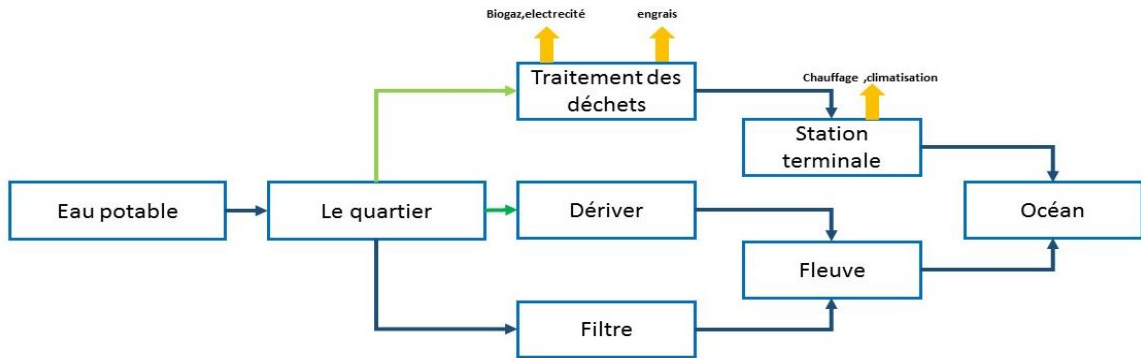 Biogaz,electrecité
engrais
Traitement des
déchets
Chauffage ,climatisation
Station
terminale
Eau potable
Le quartier
Dériver
Océan
Fleuve
Filtre